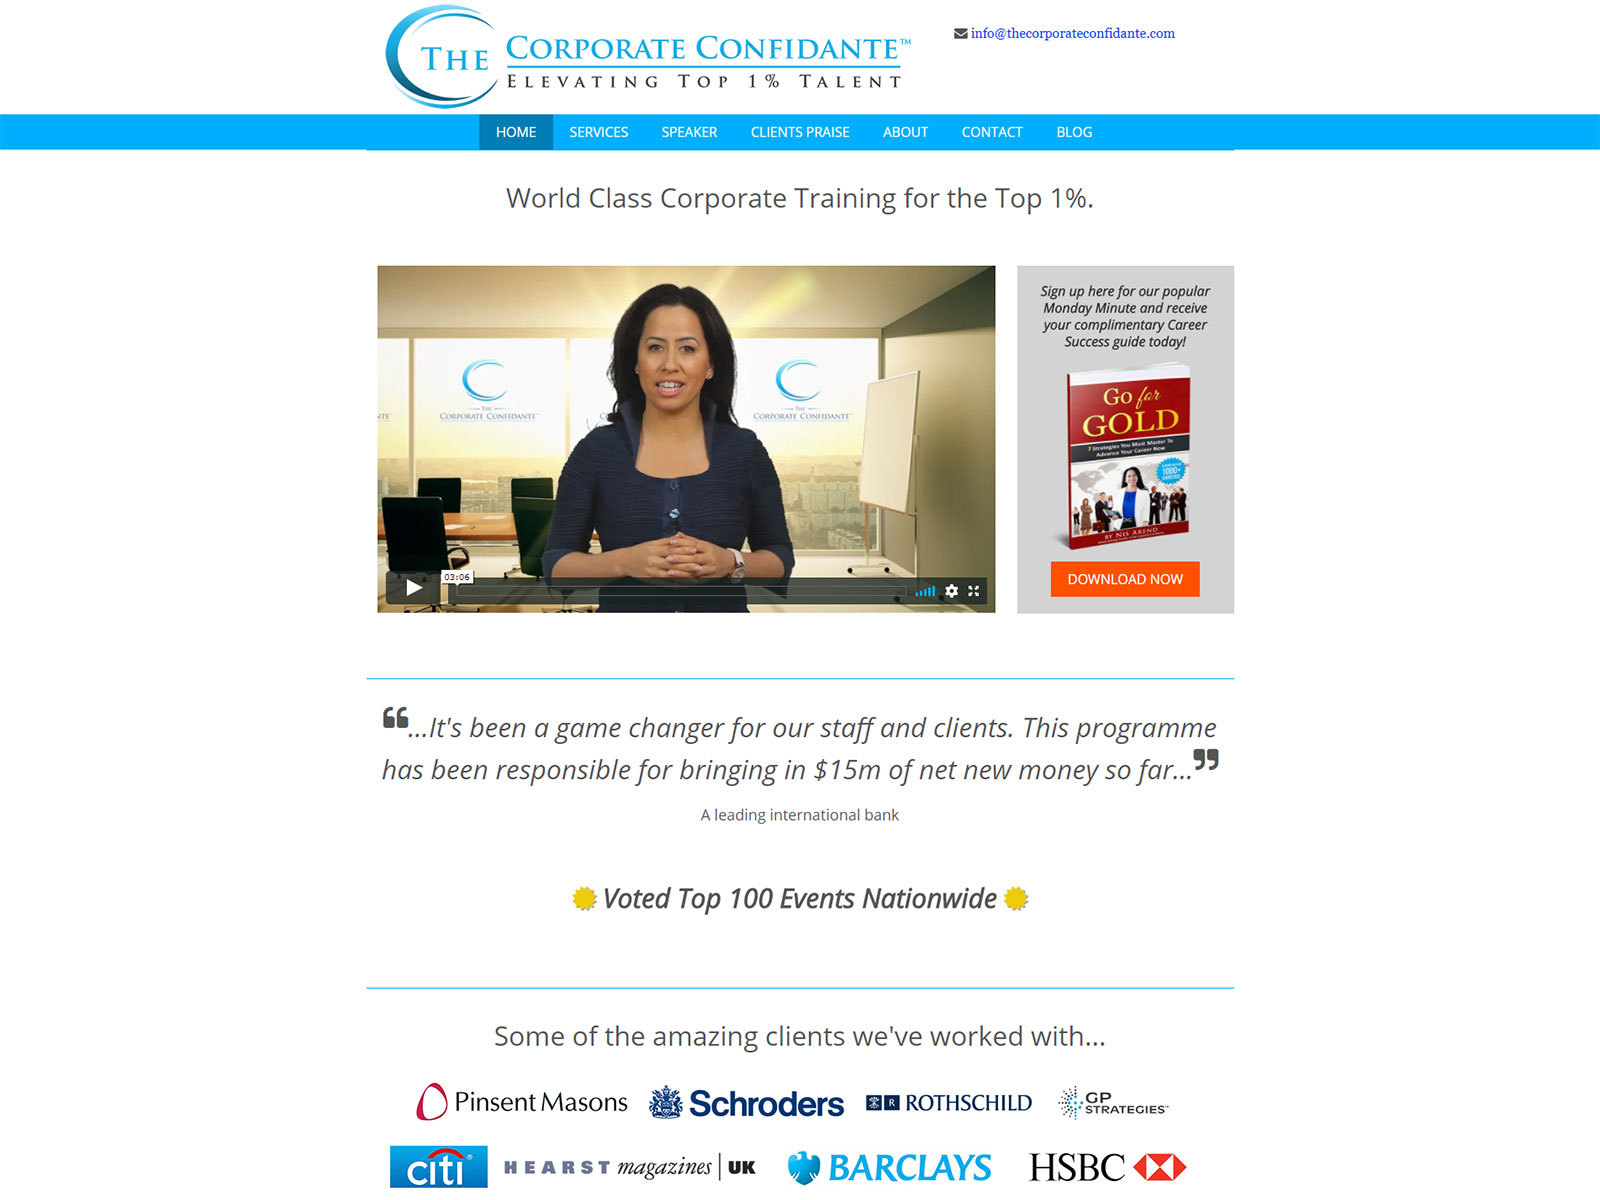 THE CORPORATE CONFIDANTE™
ELEVATING TOP 1% TALENT
info@thecorporateconfidante.com
HOME SERVICES SPEAKER CLIENTS PRAISE ABOUT CONTACT BLOG
World Class Corporate Training for the Top 1%.
THE
CORPORATE CONFIDANTE™
THE
CORPORATE CONFIDANTE™
03:06
Sign up here for our popular
Monday Minute and receive
your complimentary Career
Success guide today!
Go for
GOLD
7 Strategies You Must Master To
Advance Your Career Now
1000+
BY NIS AREND
DOWNLOAD NOW
“...It's been a game changer for our staff and clients. This programme
has been responsible for bringing in $15m of net new money so far...”
A leading international bank
Voted Top 100 Events Nationwide
Some of the amazing clients we've worked with...
Pinsent Masons Schroders R ROTHSCHILD GP STRATEGIES™
citi® HEARST magazines UK BARCLAYS HSBC